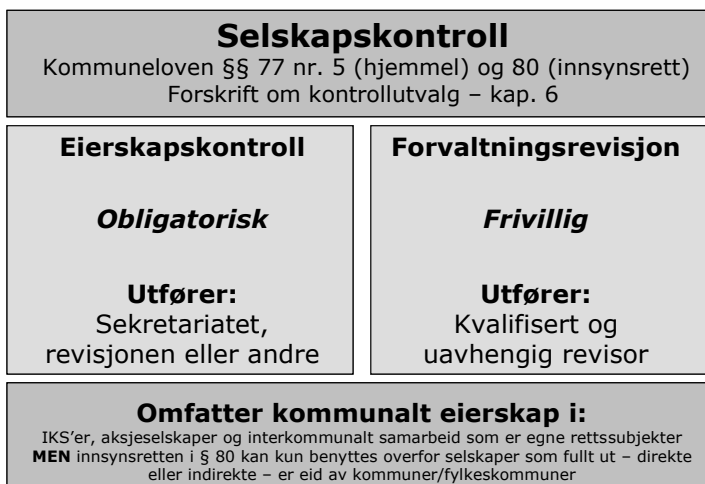 Selskapskontroll
Kommuneloven §§ 77 nr. 5 (hjemmel) og 80 (innsynsrett)
Forskrift om kontrollutvalg – kap. 6
Eierskapskontroll
Obligatorisk
Utfører:
Sekretariatet,
revisjonen eller andre
Forvaltningsrevisjon
Frivillig
Utfører:
Kvalifisert og
uavhengig revisor
Omfatter kommunalt eierskap i:
IKS’er, aksjeselskaper og interkommunalt samarbeid som er egne rettssubjekter
MEN innsynsretten i § 80 kan kun benyttes overfor selskaper som fullt ut – direkte
eller indirekte – er eid av kommuner/fylkeskommuner